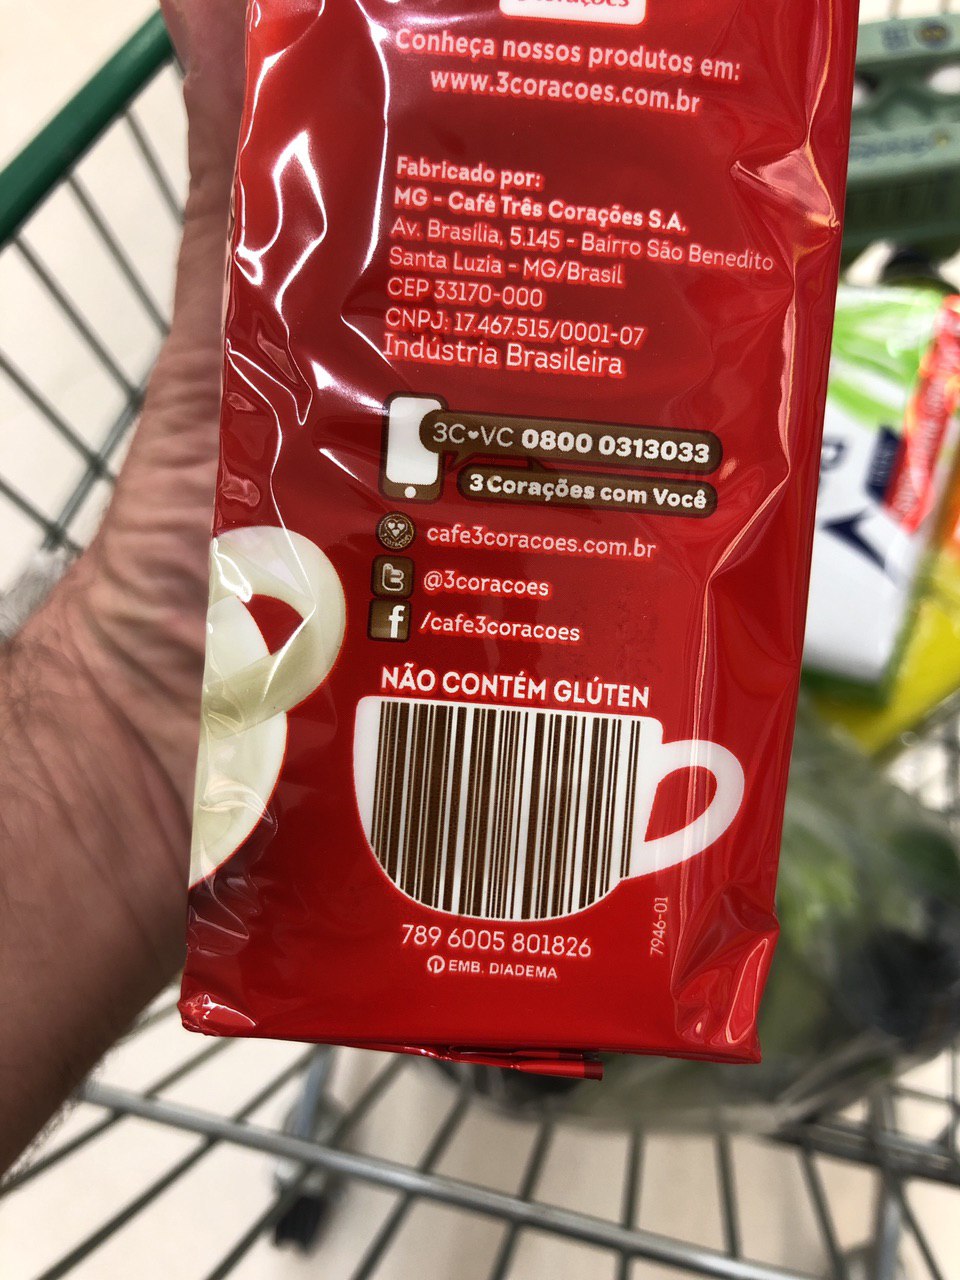 3corações
Conheça nossos produtos em:
www.3coracoes.com.br
Fabricado por:
MG - Café Três Corações S.A.
Av. Brasília, 5.145 - Bairro São Benedito
Santa Luzia - MG/Brasil
CEP 33170-000
CNPJ: 17.467.515/0001-07
Indústria Brasileira
3C♥VC 0800 0313033
3 Corações com Você
cafe3coracoes.com.br
@3coracoes
/cafe3coracoes
NÃO CONTÉM GLÚTEN
789 6005 801826
EMB. DIADEMA
7946-01